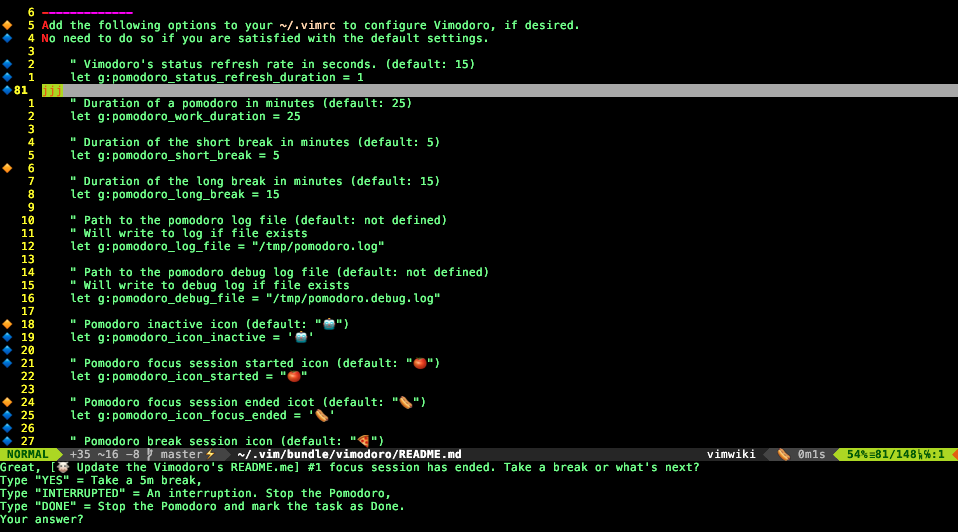 6 -------------
5 Add the following options to your ~/.vimrc to configure Vimodoro, if desired.
4 No need to do so if you are satisfied with the default settings.
3
2 " Vimodoro's status refresh rate in seconds. (default: 15)
1 let g:pomodoro_status_refresh_duration = 1
81 jjj
1 " Duration of a pomodoro in minutes (default: 25)
2 let g:pomodoro_work_duration = 25
3
4 " Duration of the short break in minutes (default: 5)
5 let g:pomodoro_short_break = 5
6
7 " Duration of the long break in minutes (default: 15)
8 let g:pomodoro_long_break = 15
9
10 " Path to the pomodoro log file (default: not defined)
11 " Will write to log if file exists
12 let g:pomodoro_log_file = "/tmp/pomodoro.log"
13
14 " Path to the pomodoro debug log file (default: not defined)
15 " Will write to debug log if file exists
16 let g:pomodoro_debug_file = "/tmp/pomodoro.debug.log"
17
18 " Pomodoro inactive icon (default: "🍲")
19 let g:pomodoro_icon_inactive = '🍲'
20
21 " Pomodoro focus session started icon (default: "🍅")
22 let g:pomodoro_icon_started = "🍅"
23
24 " Pomodoro focus session ended icot (default: "🌭")
25 let g:pomodoro_icon_focus_ended = '🌭'
26
27 " Pomodoro break session icon (default: "🍕")
NORMAL +35 ~16 -8 master⚡ ~/.vim/bundle/vimodoro/README.md vimwiki 🌭 0m1s 54%≡81/148㏑℅:1
Great, [🐮 Update the Vimodoro's README.me] #1 focus session has ended. Take a break or what's next?
Type "YES" = Take a 5m break,
Type "INTERRUPTED" = An interruption. Stop the Pomodoro,
Type "DONE" = Stop the Pomodoro and mark the task as Done.
Your answer?